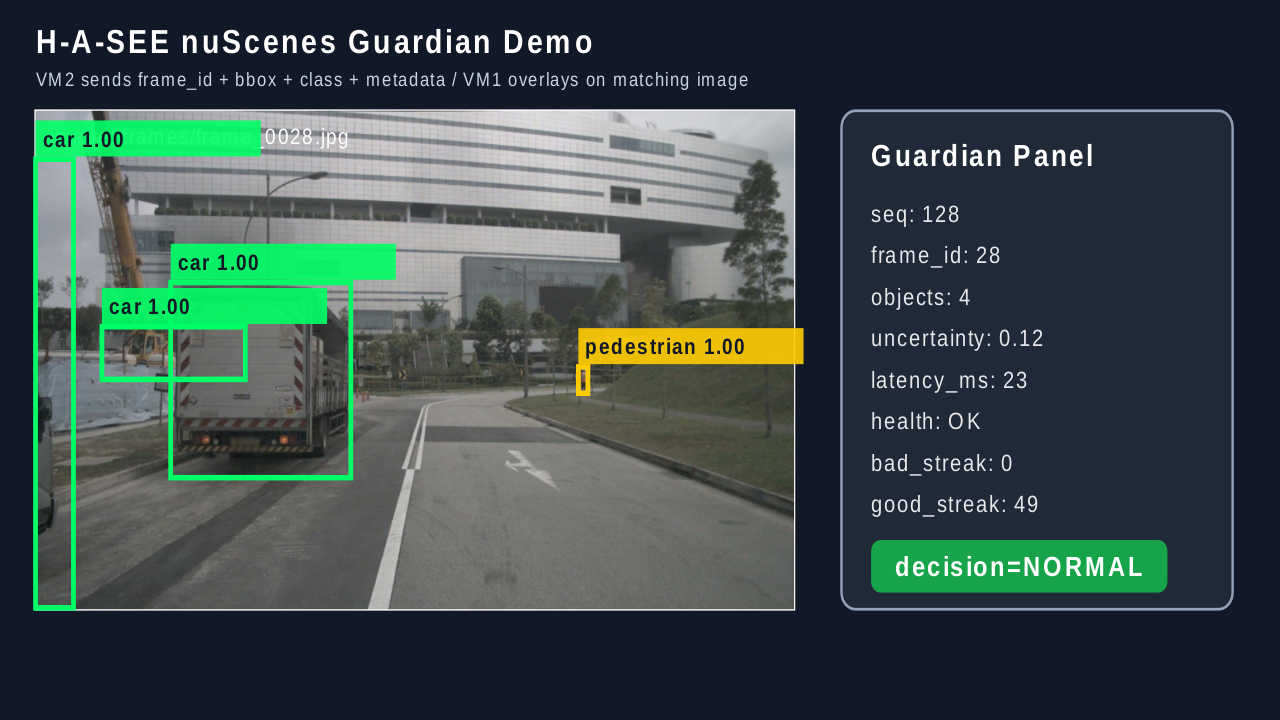 H-A-SEE nuScenes Guardian Demo
VM2 sends frame_id + bbox + class + metadata / VM1 overlays on matching image
car 1.00
frames/frame_0028.jpg
car 1.00
car 1.00
pedestrian 1.00
Guardian Panel
seq: 128
frame_id: 28
objects: 4
uncertainty: 0.12
latency_ms: 23
health: OK
bad_streak: 0
good_streak: 49
decision=NORMAL